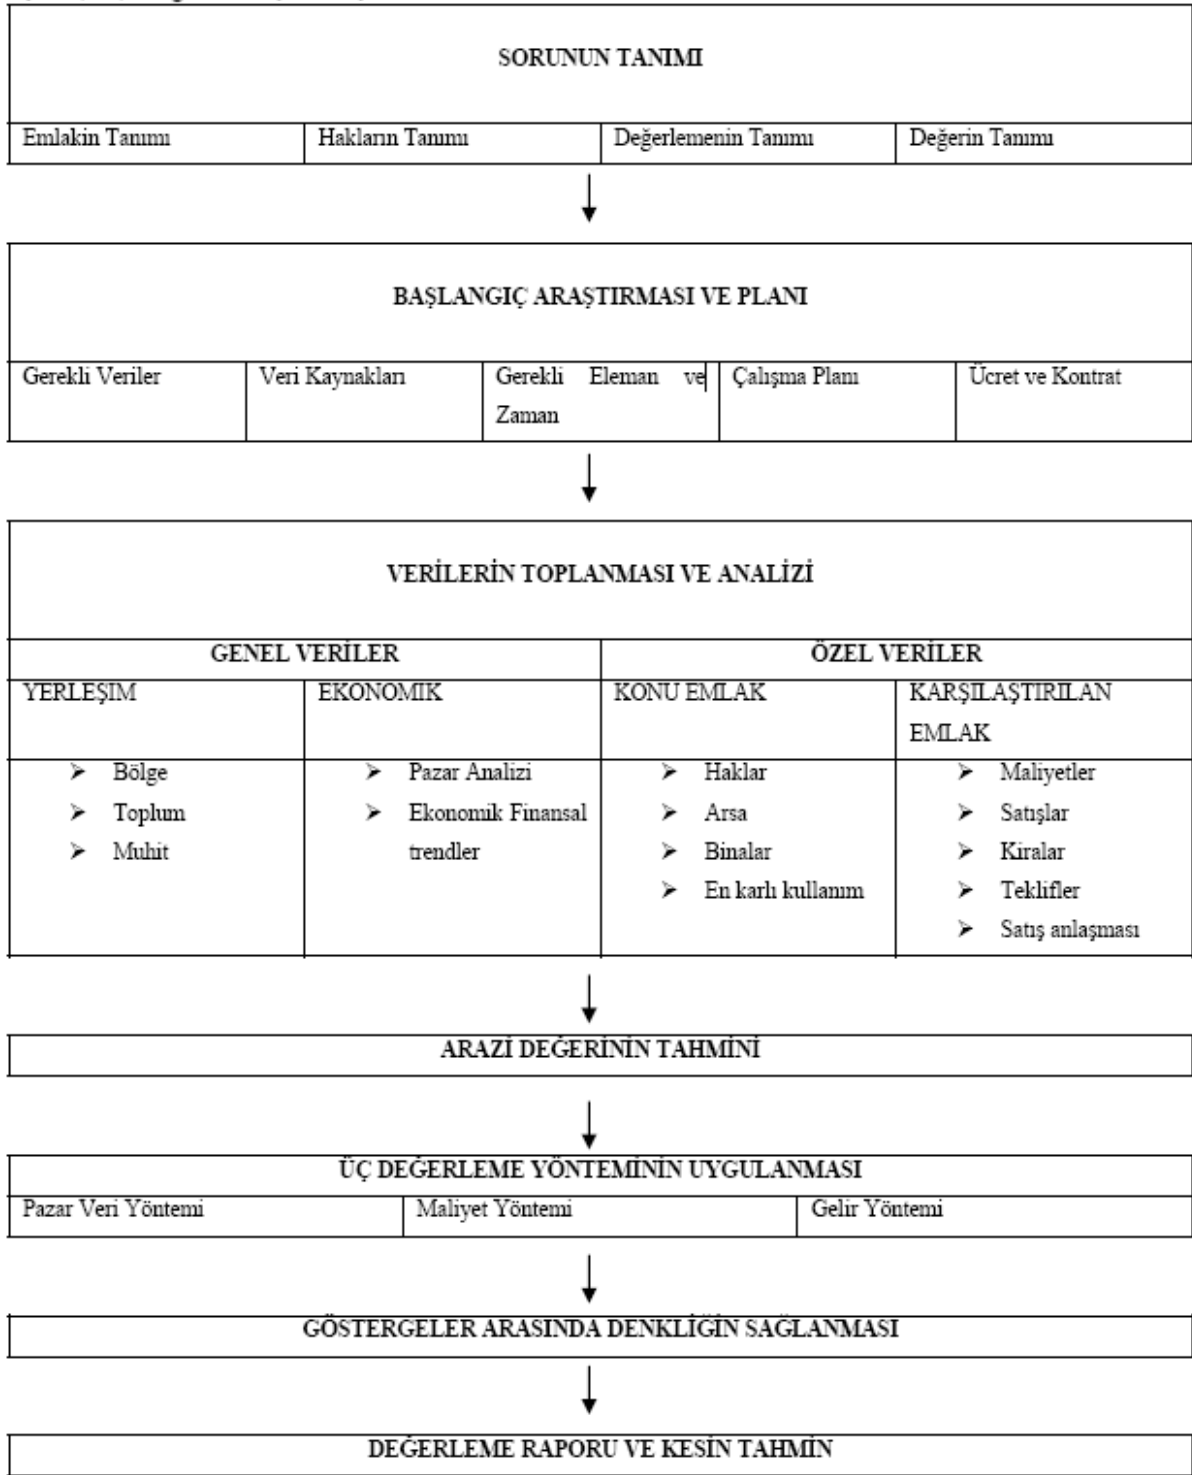 SORUNUN TANIMI
Emlakin Tanımı
Hakların Tanımı
Değerlemenin Tanımı
Değerin Tanımı
BAŞLANGIÇ ARAŞTIRMASI VE PLANI
Gerekli Veriler
Veri Kaynakları
Gerekli Eleman ve
Zaman
Çalışma Planı
Ücret ve Kontrat
VERİLERİN TOPLANMASI VE ANALİZİ
GENEL VERİLER
ÖZEL VERİLER
YERLEŞIM
EKONOMIK
KONU EMLAK
KARŞILAŞTIRILAN
EMLAK
Bölge
Toplum
Muhit
Pazar Analizi
Ekonomik Finansal
trendler
Haklar
Arsa
Binalar
En karlı kullanım
Maliyetler
Satışlar
Kiralar
Teklifler
Satış anlaşması
ARAZİ DEĞERİNİN TAHMİNİ
ÜÇ DEĞERLEME YÖNTEMİNİN UYGULANMASI
Pazar Veri Yöntemi
Maliyet Yöntemi
Gelir Yöntemi
GÖSTERGELER ARASINDA DENKLİĞİN SAĞLANMASI
DEĞERLEME RAPORU VE KESİN TAHMİN